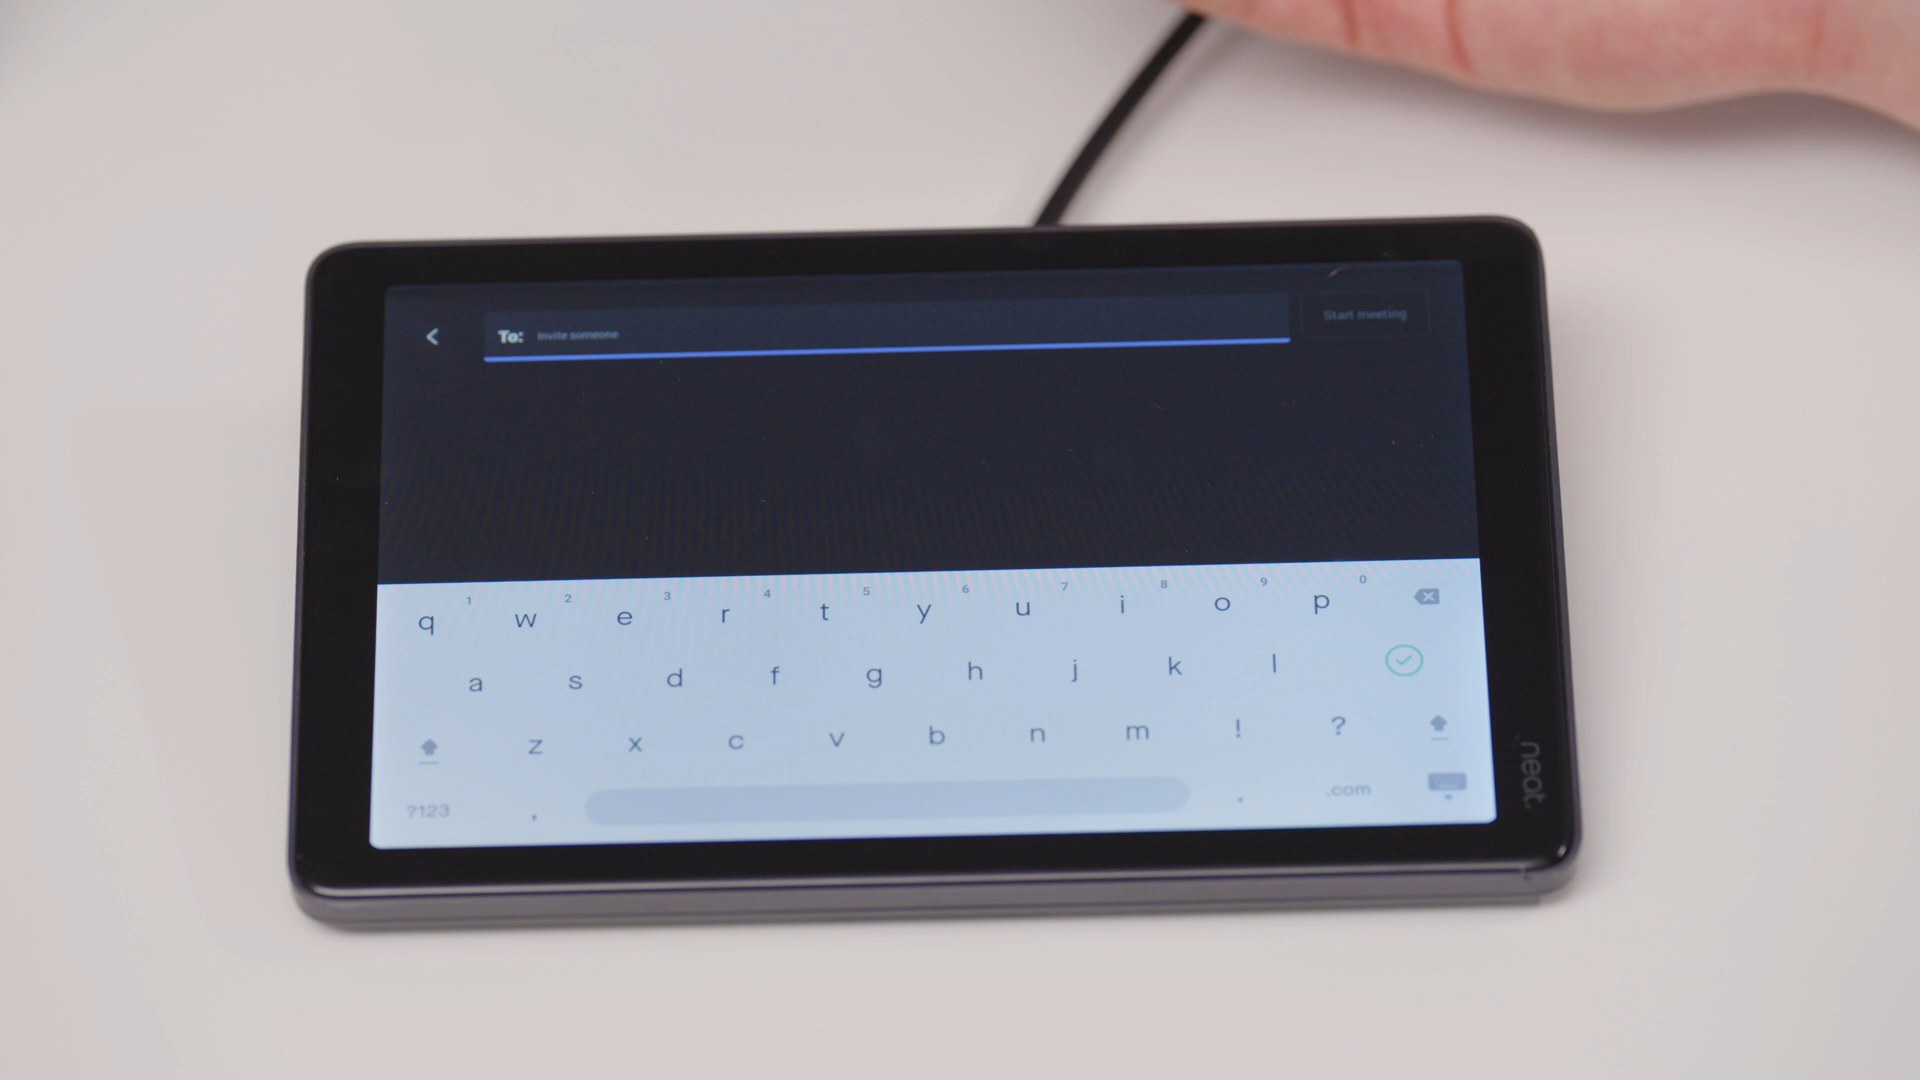 To: Invite someone
Start meeting
1 2 3 4 5 6 7 8 9 0
q w e r t y u i o p
a s d f g h j k l
z x c v b n m ! ?
?123 , . .com
neat.